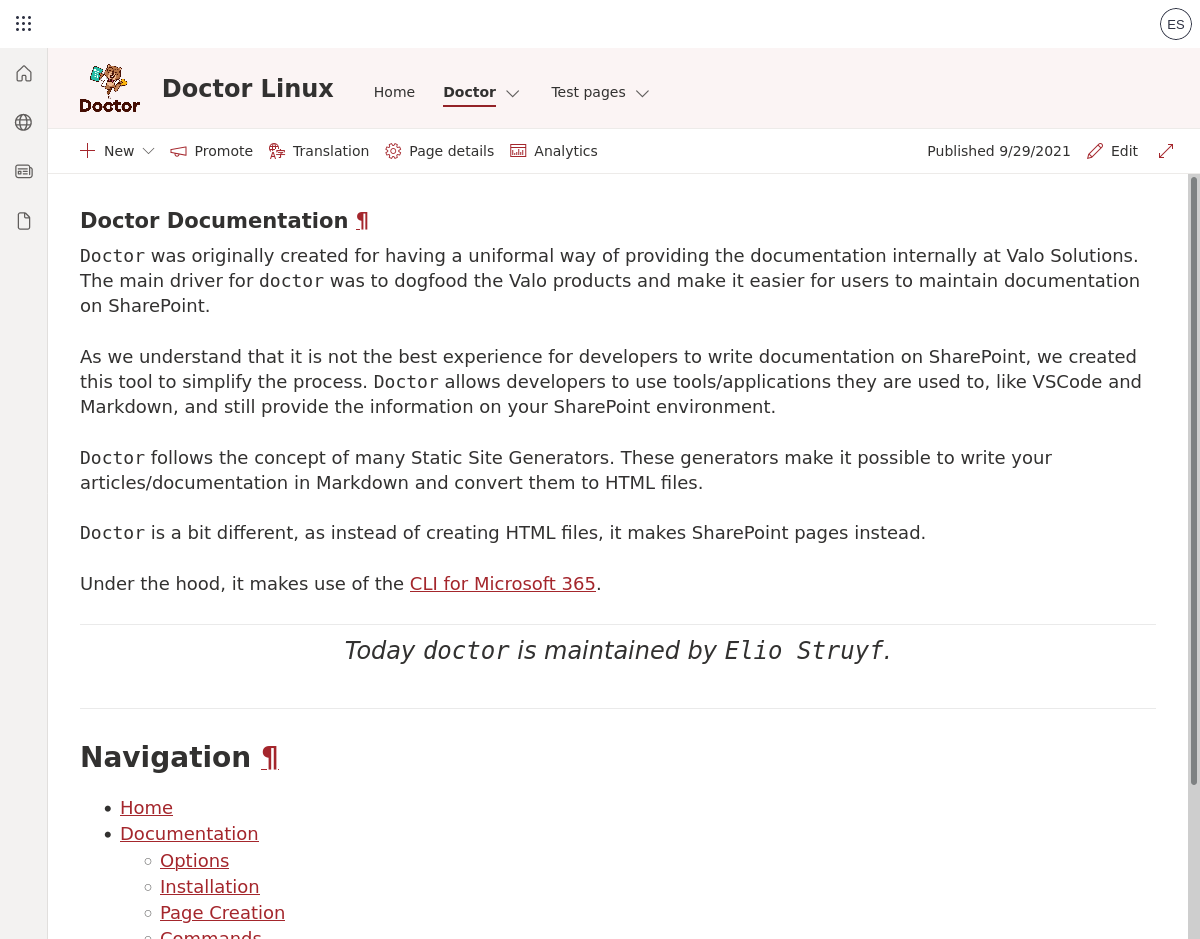 ES
Doctor
Doctor Linux
Home Doctor Test pages
New Promote Translation Page details Analytics Published 9/29/2021 Edit
Doctor Documentation ¶
Doctor was originally created for having a uniformal way of providing the documentation internally at Valo Solutions.
The main driver for doctor was to dogfood the Valo products and make it easier for users to maintain documentation
on SharePoint.
As we understand that it is not the best experience for developers to write documentation on SharePoint, we created
this tool to simplify the process. Doctor allows developers to use tools/applications they are used to, like VSCode and
Markdown, and still provide the information on your SharePoint environment.
Doctor follows the concept of many Static Site Generators. These generators make it possible to write your
articles/documentation in Markdown and convert them to HTML files.
Doctor is a bit different, as instead of creating HTML files, it makes SharePoint pages instead.
Under the hood, it makes use of the CLI for Microsoft 365.
Today doctor is maintained by Elio Struyf.
Navigation ¶
• Home
• Documentation
○ Options
○ Installation
○ Page Creation
○ Commands